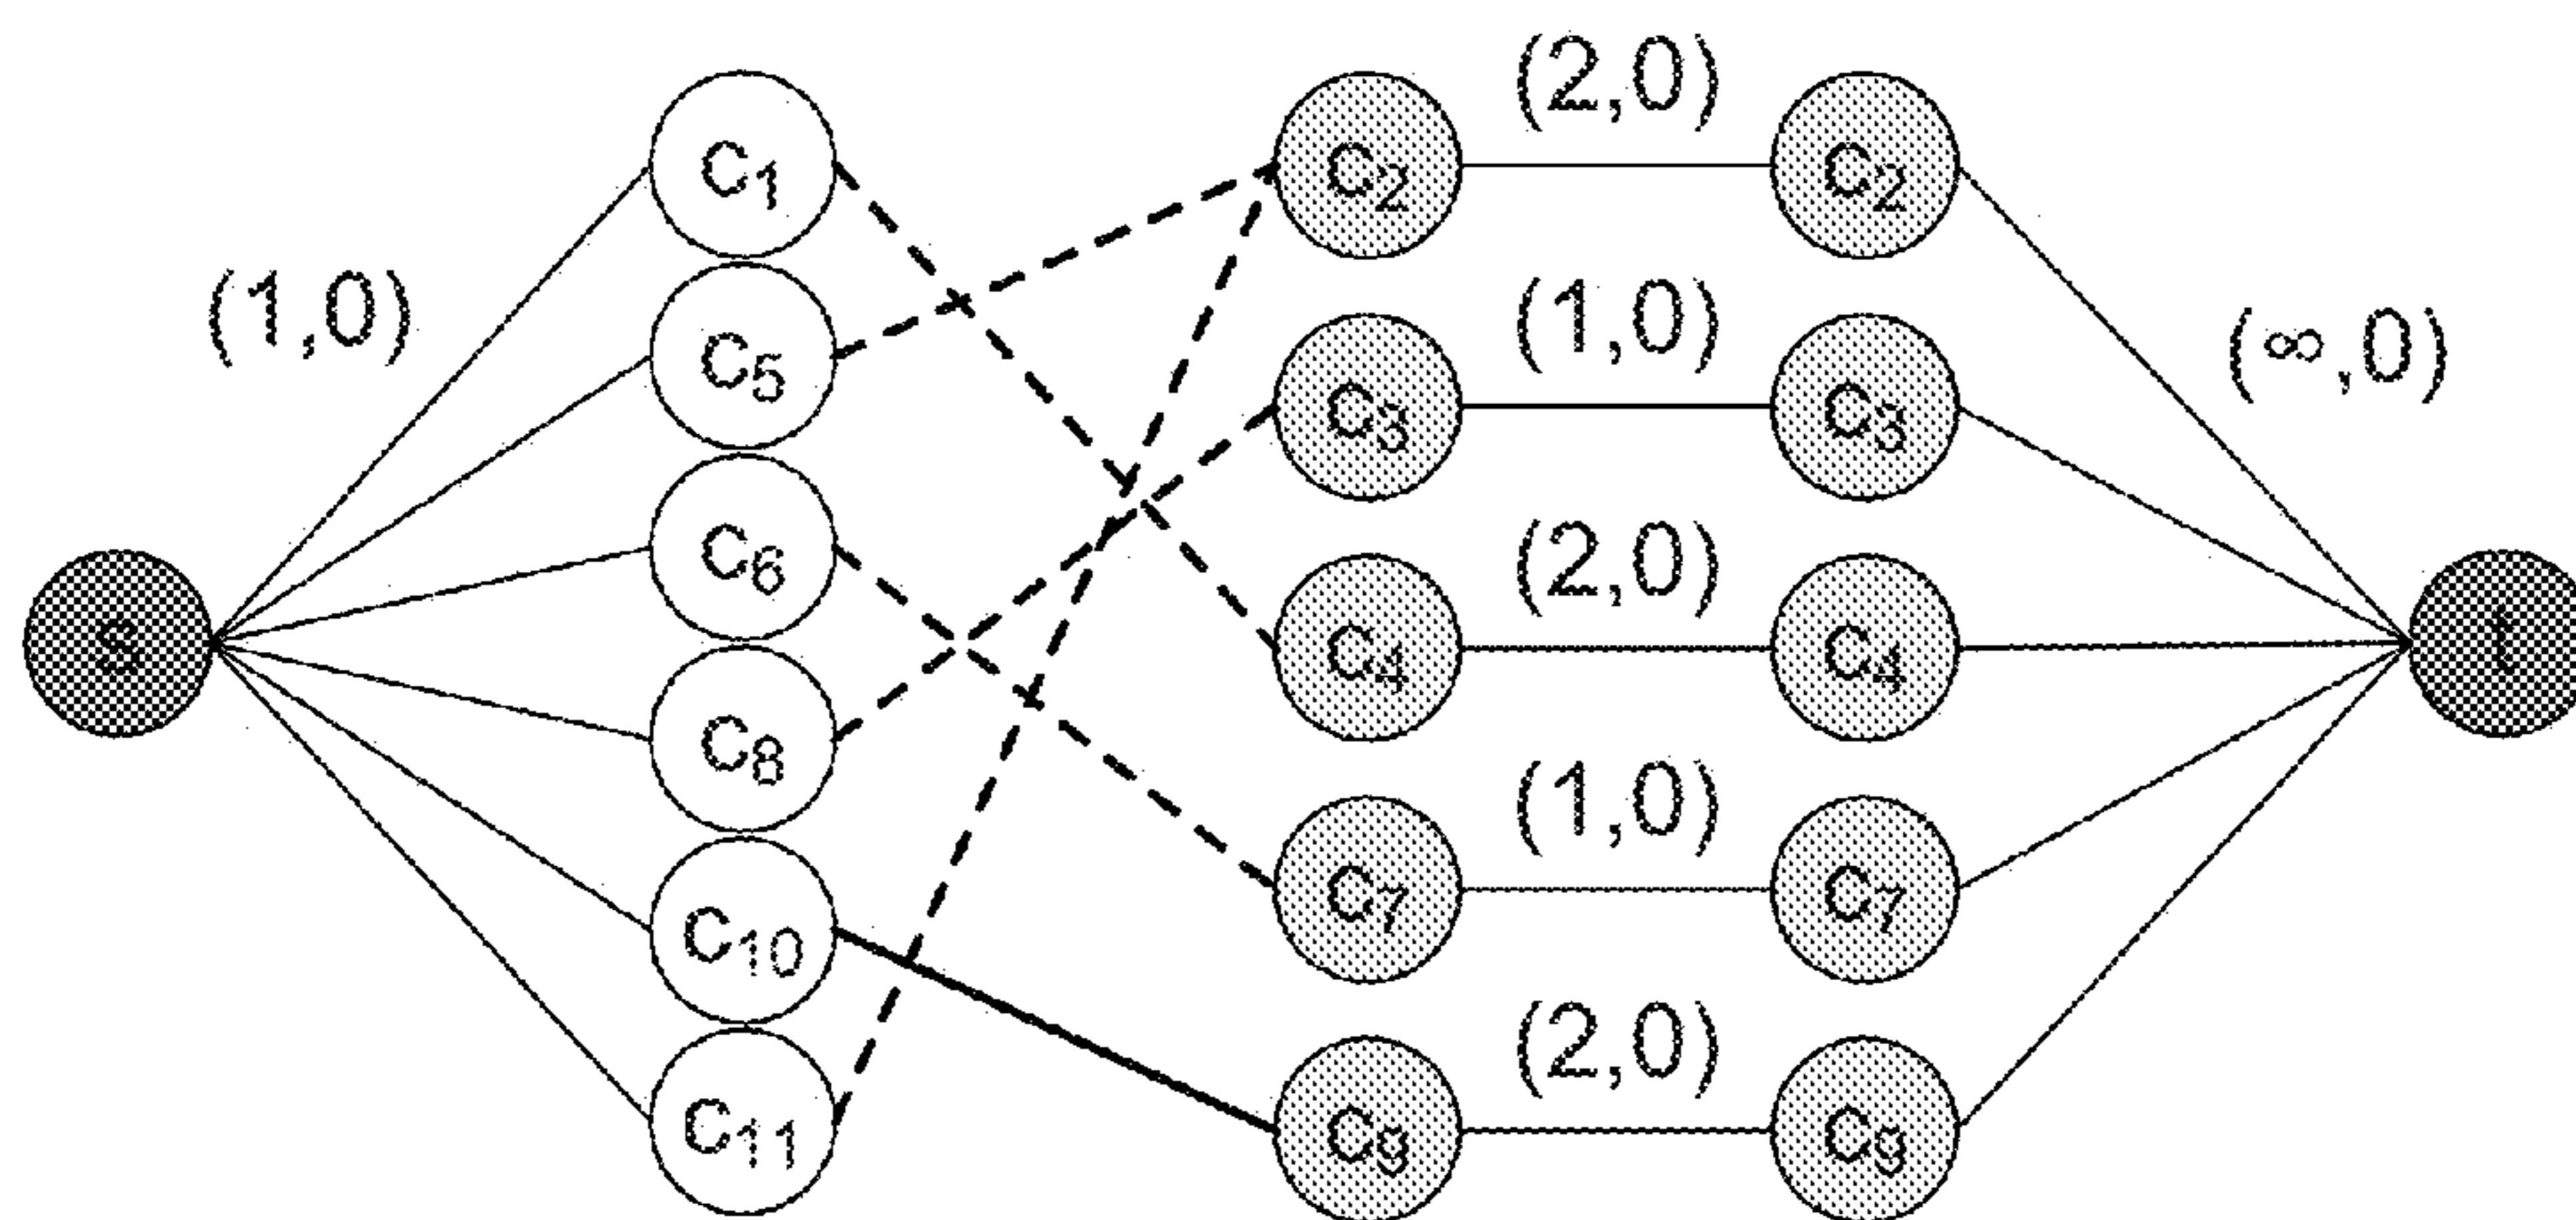 (1,0)
s
c1
c5
c6
c8
c10
c11
c2
(2,0)
c2
c3
(1,0)
c3
c4
(2,0)
c4
c7
(1,0)
c7
c9
(2,0)
c9
(∞,0)
t